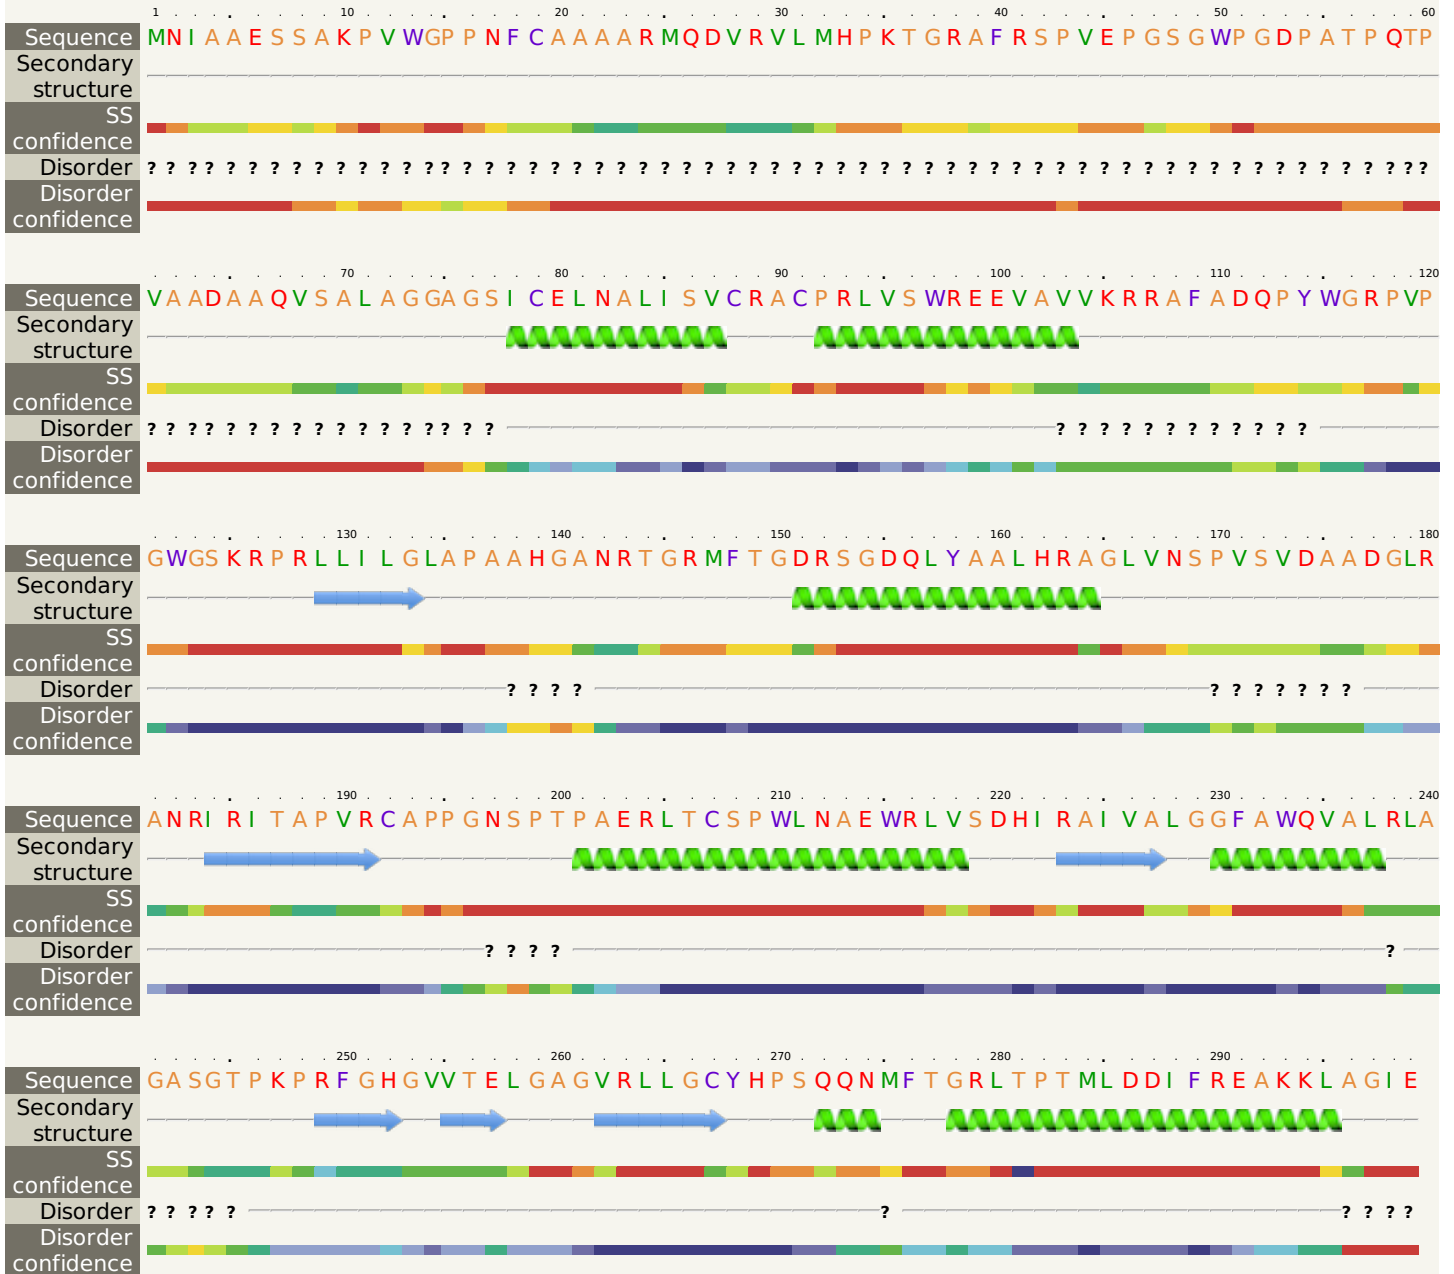 1 10 20 30 40 50 60
Sequence MNIAAESSAKPVWGPPNFCAAAARMQDVRVLMHPKTGRAFRSPVEPGSGWPGDPATPQTP
Secondary
structure
SS
confidence
Disorder ? ? ? ? ? ? ? ? ? ? ? ? ? ? ? ? ? ? ? ? ? ? ? ? ? ? ? ? ? ? ? ? ? ? ? ? ? ? ? ? ? ? ? ? ? ? ? ? ? ? ? ? ? ? ? ? ? ? ? ?
Disorder
confidence
70 80 90 100 110 120
Sequence VAADAAQVSALAGGAGSICELNALISVCRACPRLVSWREEVAVVKRRAFADQPYWGRPVP
Secondary
structure
SS
confidence
Disorder ? ? ? ? ? ? ? ? ? ? ? ? ? ? ? ? ? ? ? ? ? ? ? ? ? ? ? ? ?
Disorder
confidence
130 140 150 160 170 180
Sequence GWGSKRPRLLILGLAPAAHGANRTGRMFTGDRSGDQLYAALHRAGLVNSPVSVDAADGLR
Secondary
structure
SS
confidence
Disorder ? ? ? ? ? ? ? ? ? ? ?
Disorder
confidence
190 200 210 220 230 240
Sequence ANRIRITAPVRCAPPGNSPTPAERLTCSPWLNAEWRLVSDHIRAIVALGGFAWQVALRLA
Secondary
structure
SS
confidence
Disorder ? ? ? ? ?
Disorder
confidence
250 260 270 280 290
Sequence GASGTPKPRFGHGVVTELGAGVRLLGCYHPSQQNMFTGRLTPTMLDDIFREAKKLAGIE
Secondary
structure
SS
confidence
Disorder ? ? ? ? ? ? ? ? ? ?
Disorder
confidence